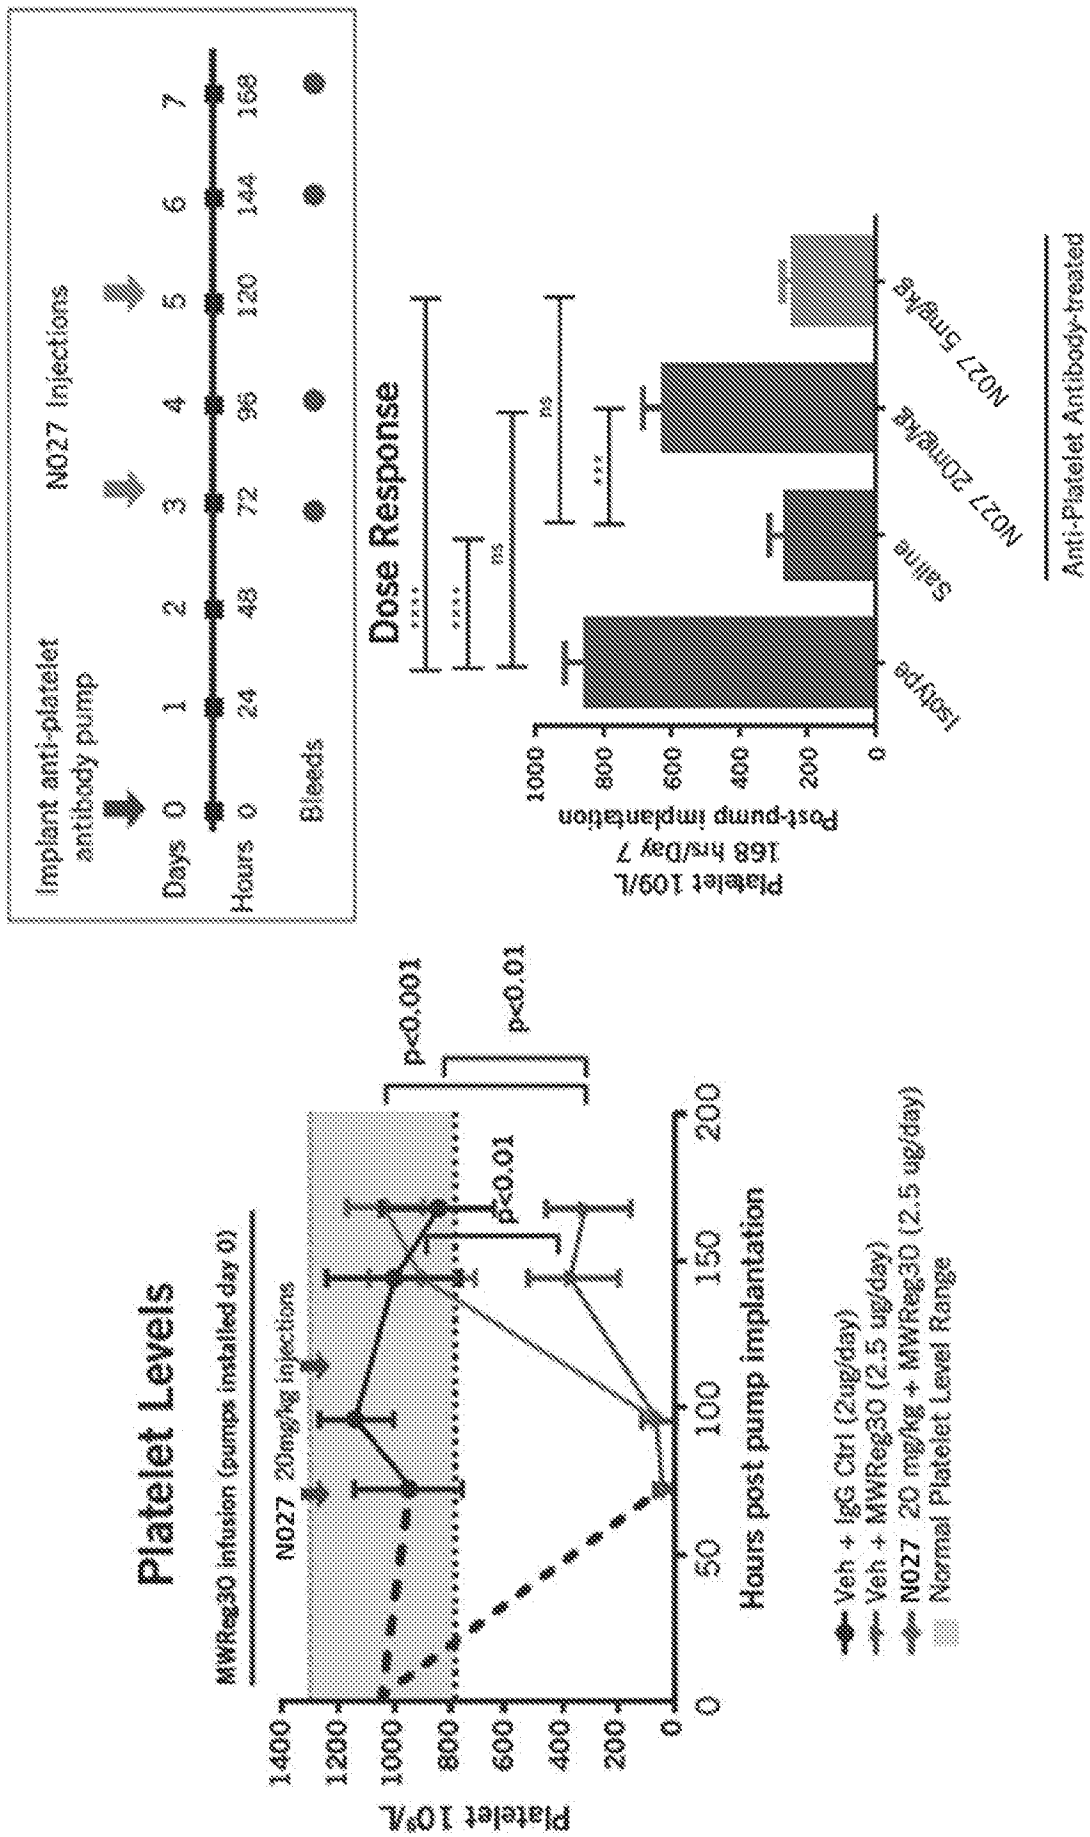 Platelet Levels
MWReg30 infusion (pumps installed day 0)
N027 20mg/kg injections
1400
1200
1000
800
600
400
200
0
Platelet 10⁹/L
0
50
100
150
200
Hours post pump implantation
p<0.01
p<0.001
p<0.01
Veh + IgG Ctrl (2ug/day)
Veh + MWReg30 (2.5 ug/day)
N027 20 mg/kg + MWReg30 (2.5 ug/day)
Normal Platelet Level Range
Implant anti-platelet
antibody pump
N027 Injections
Days 0 1 2 3 4 5 6 7
Hours 0 24 48 72 96 120 144 168
Bleeds
Dose Response
****
****
ns
ns
***
1000
800
600
400
200
0
Platelet 109/L
168 hrs/Day 7
Post-pump implantation
Isotype
Saline
N027 20mg/kg
N027 5mg/kg
Anti-Platelet Antibody-treated